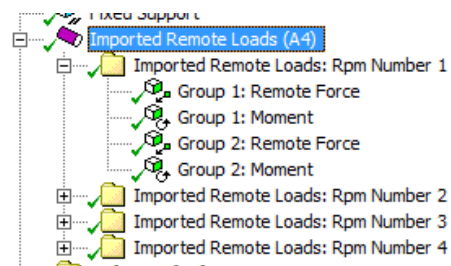 Fixed Support
Imported Remote Loads (A4)
Imported Remote Loads: Rpm Number 1
Group 1: Remote Force
Group 1: Moment
Group 2: Remote Force
Group 2: Moment
Imported Remote Loads: Rpm Number 2
Imported Remote Loads: Rpm Number 3
Imported Remote Loads: Rpm Number 4